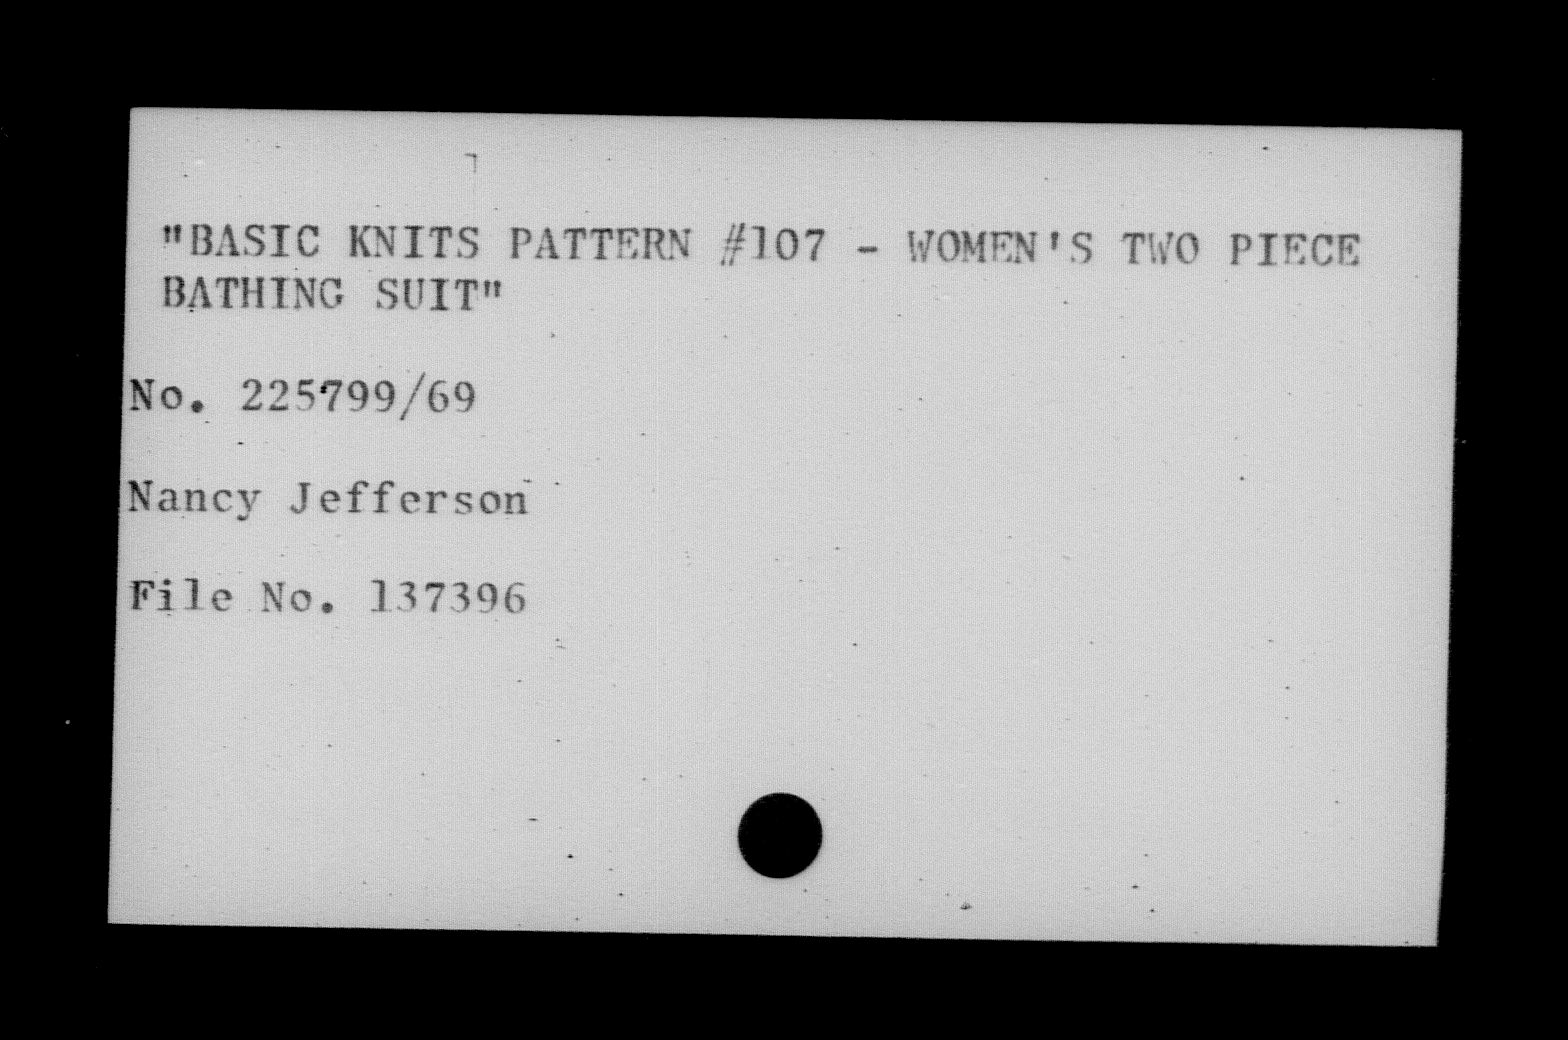 "BASIC KNITS PATTERN #107 - WOMEN'S TWO PIECE
BATHING SUIT"
No. 225799/69
Nancy Jefferson
File No. 137396